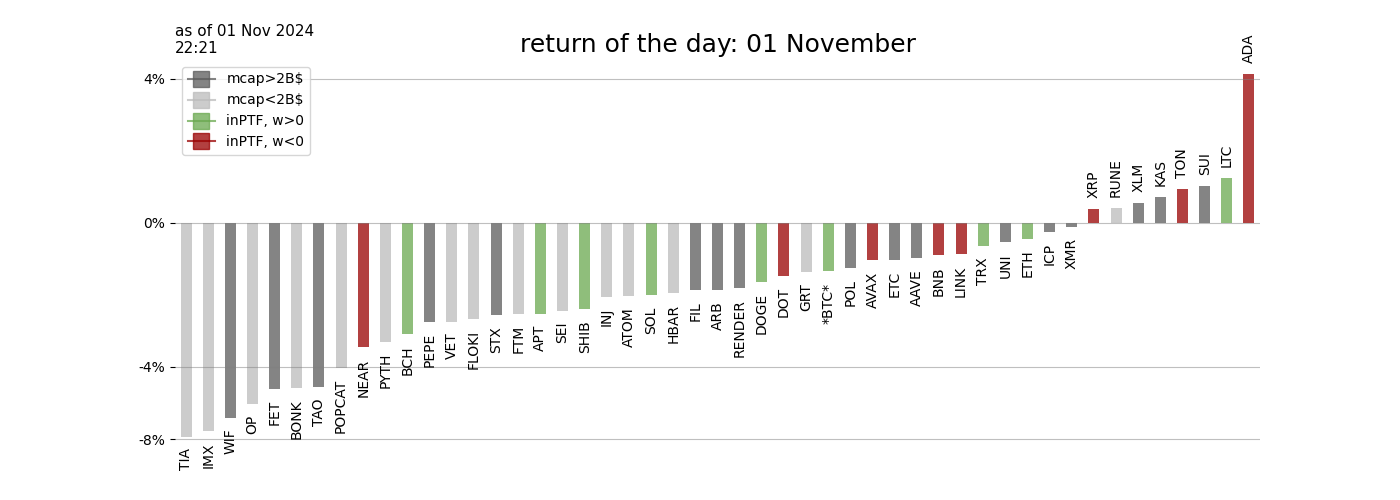 as of 01 Nov 2024
22:21
return of the day: 01 November
mcap>2B$
mcap<2B$
inPTF, w>0
inPTF, w<0
4%
0%
-4%
-8%
TIA
IMX
WIF
OP
FET
BONK
TAO
POPCAT
NEAR
PYTH
BCH
PEPE
VET
FLOKI
STX
FTM
APT
SEI
SHIB
INJ
ATOM
SOL
HBAR
FIL
ARB
RENDER
DOGE
DOT
GRT
*BTC*
POL
AVAX
ETC
AAVE
BNB
LINK
TRX
UNI
ETH
ICP
XMR
XRP
RUNE
XLM
KAS
TON
SUI
LTC
ADA